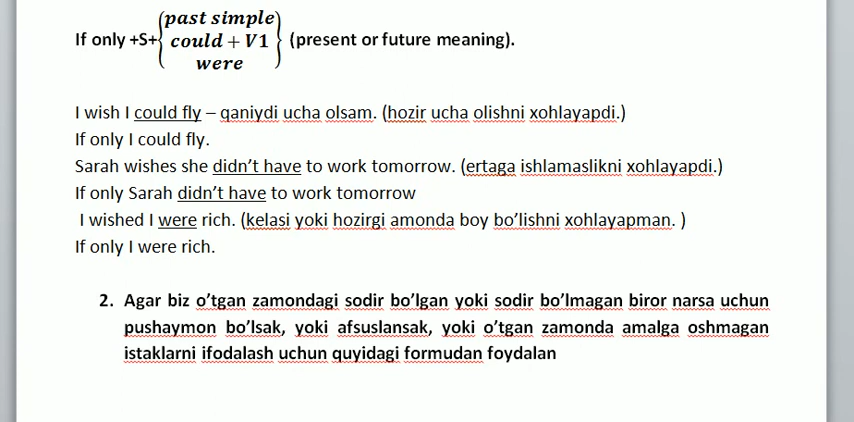 If only +S+{past simple could + V1 were} (present or future meaning).
I wish I could fly – qaniydi ucha olsam. (hozir ucha olishni xohlayapdi.)
If only I could fly.
Sarah wishes she didn't have to work tomorrow. (ertaga ishlamaslikni xohlayapdi.)
If only Sarah didn't have to work tomorrow
I wished I were rich. (kelasi yoki hozirgi amonda boy bo'lishni xohlayapman. )
If only I were rich.
2. Agar biz o'tgan zamondagi sodir bo'lgan yoki sodir bo'lmagan biror narsa uchun
pushaymon bo'lsak, yoki afsuslansak, yoki o'tgan zamonda amalga oshmagan
istaklarni ifodalash uchun quyidagi formudan foydalan